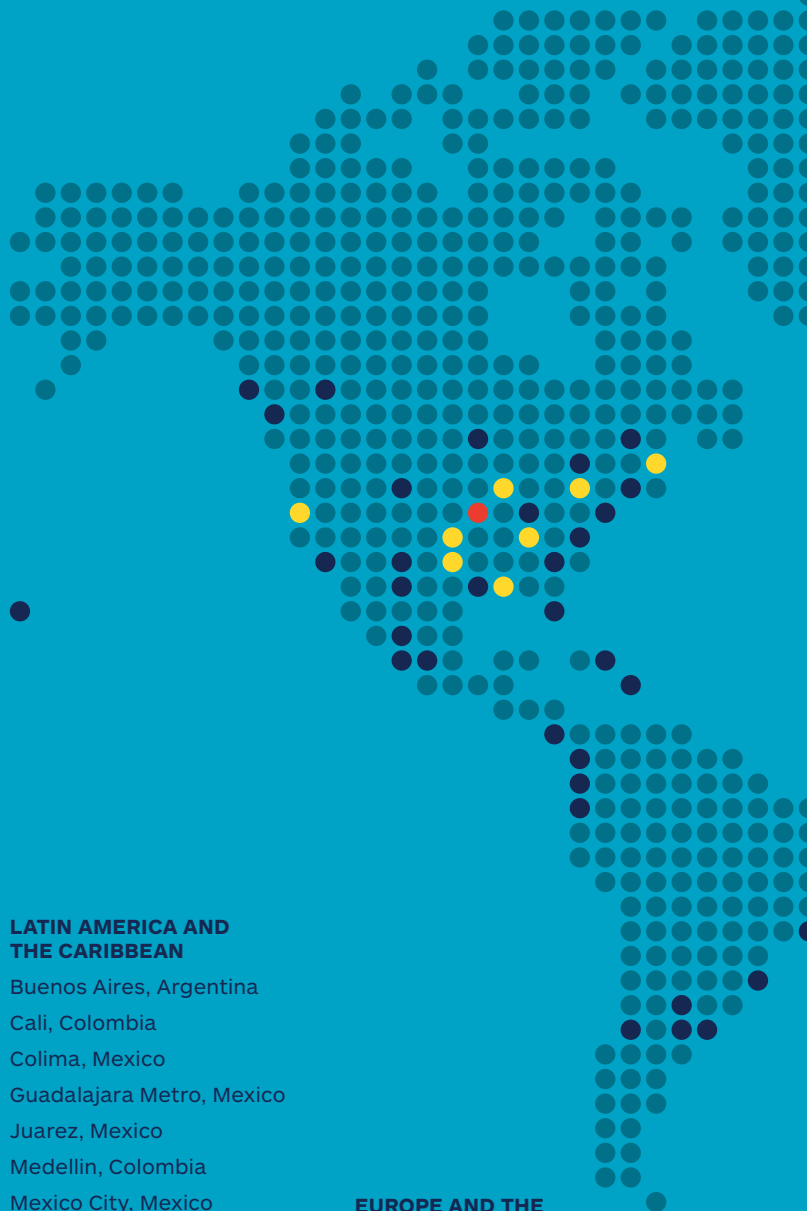 LATIN AMERICA AND
THE CARIBBEAN
Buenos Aires, Argentina
Cali, Colombia
Colima, Mexico
Guadalajara Metro, Mexico
Juarez, Mexico
Medellin, Colombia
Mexico City, Mexico
EUROPE AND THE